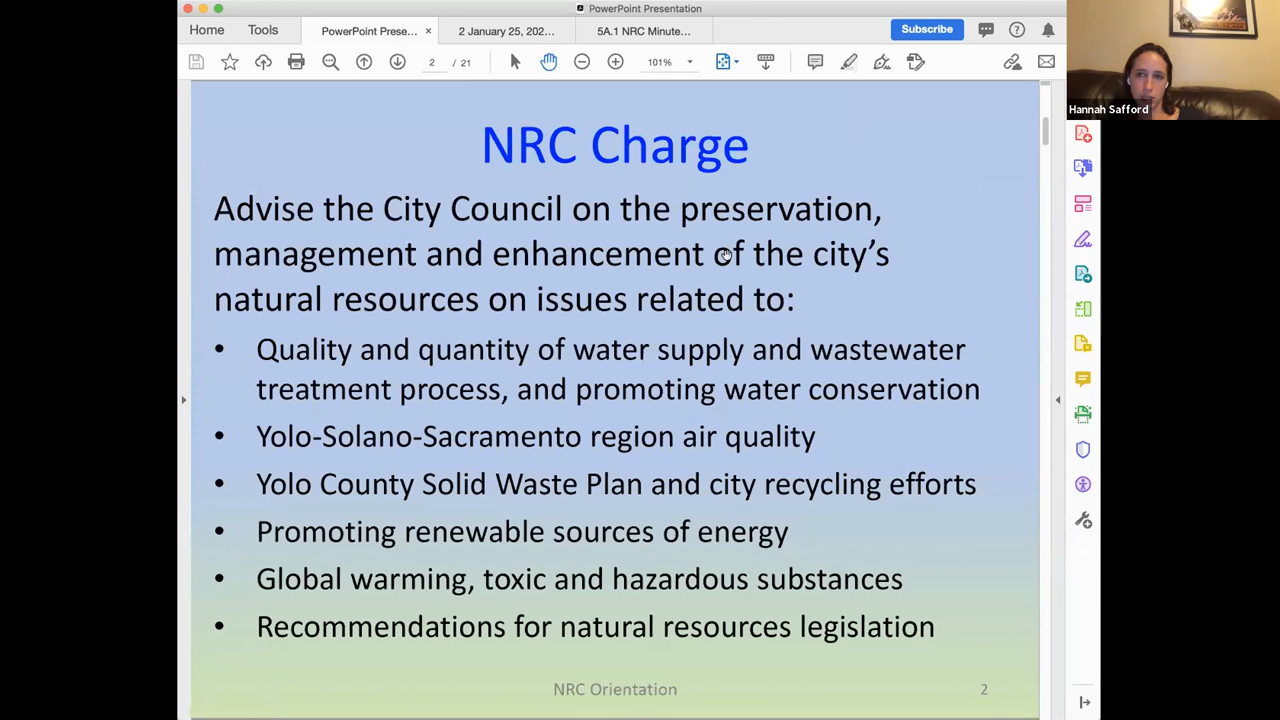 PowerPoint Presentation
Home
Tools
PowerPoint Prese...
×
2 January 25, 202...
5A.1 NRC Minute...
Subscribe
2 / 21
101%
Hannah Safford
NRC Charge
Advise the City Council on the preservation,
management and enhancement of the city’s
natural resources on issues related to:
• Quality and quantity of water supply and wastewater
treatment process, and promoting water conservation
• Yolo-Solano-Sacramento region air quality
• Yolo County Solid Waste Plan and city recycling efforts
• Promoting renewable sources of energy
• Global warming, toxic and hazardous substances
• Recommendations for natural resources legislation
NRC Orientation
2